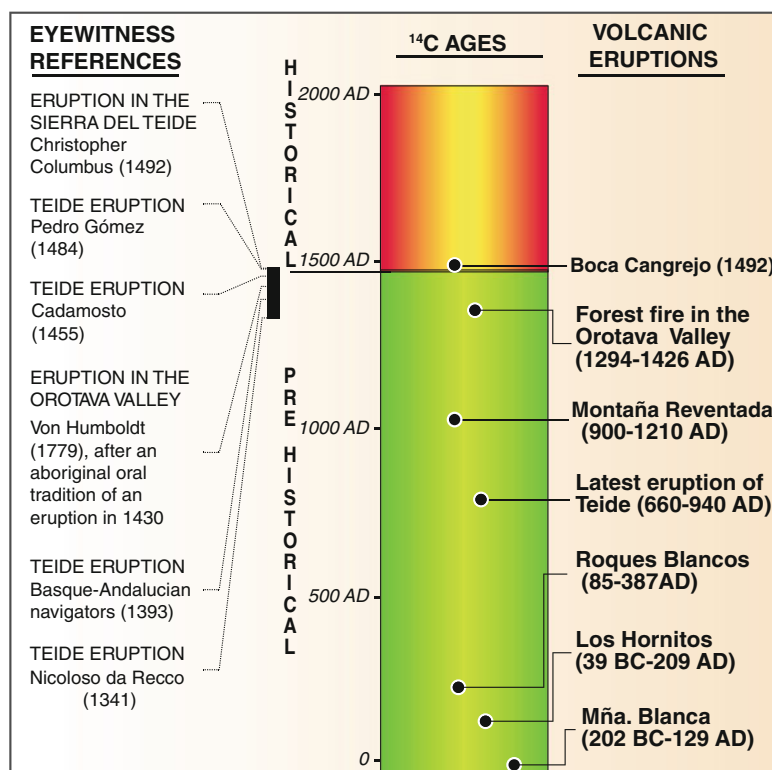 EYEWITNESS
REFERENCES
ERUPTION IN THE
SIERRA DEL TEIDE
Christopher
Columbus (1492)
TEIDE ERUPTION
Pedro Gómez
(1484)
TEIDE ERUPTION
Cadamosto
(1455)
ERUPTION IN THE
OROTAVA VALLEY
Von Humboldt
(1779), after an
aboriginal oral
tradition of an
eruption in 1430
TEIDE ERUPTION
Basque-Andalucian
navigators (1393)
TEIDE ERUPTION
Nicoloso da Recco
(1341)
HISTORICAL
PRE HISTORICAL
¹⁴C AGES
2000 AD
1500 AD
1000 AD
500 AD
0
VOLCANIC
ERUPTIONS
Boca Cangrejo (1492)
Forest fire in the
Orotava Valley
(1294-1426 AD)
Montaña Reventada
(900-1210 AD)
Latest eruption of
Teide (660-940 AD)
Roques Blancos
(85-387AD)
Los Hornitos
(39 BC-209 AD)
Mña. Blanca
(202 BC-129 AD)